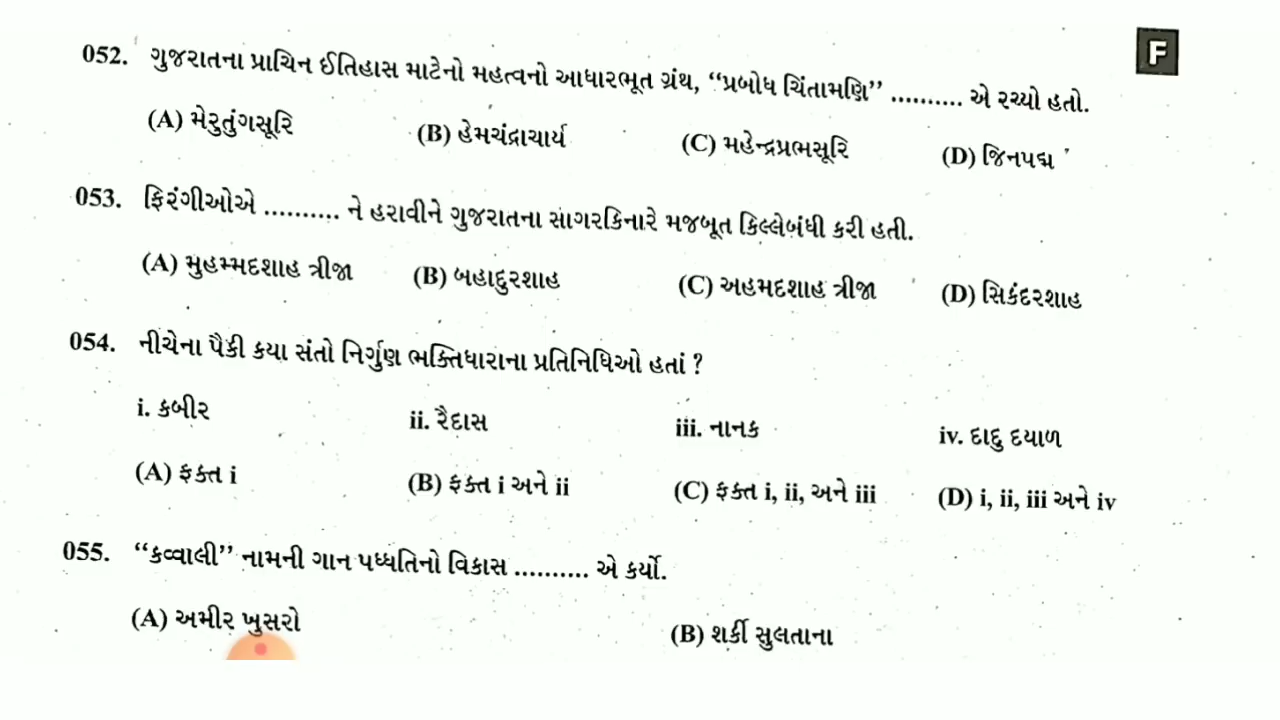 F
052. ગુજરાતના પ્રાચિન ઈતિહાસ માટેનો મહત્વનો આધારભૂત ગ્રંથ, “પ્રબોધ ચિંતામણિ” .......... એ રચ્યો હતો.
(A) મેરુતુંગસૂરિ (B) હેમચંદ્રાચાર્ય (C) મહેન્દ્રપ્રભસૂરિ (D) જિનપદ્મ
053. ફિરંગીઓએ .......... ને હરાવીને ગુજરાતના સાગરકિનારે મજબૂત કિલ્લેબંધી કરી હતી.
(A) મુહમ્મદશાહ ત્રીજા (B) બહાદુરશાહ (C) અહમદશાહ ત્રીજા (D) સિકંદરશાહ
054. નીચેના પૈકી કયા સંતો નિર્ગુણ ભક્તિધારાના પ્રતિનિધિઓ હતાં ?
i. કબીર ii. રૈદાસ iii. નાનક iv. દાદુ દયાળ
(A) ફક્ત i (B) ફક્ત i અને ii (C) ફક્ત i, ii, અને iii (D) i, ii, iii અને iv
055. “કવ્વાલી” નામની ગાન પધ્ધતિનો વિકાસ .......... એ કર્યો.
(A) અમીર ખુસરો (B) શર્કી સુલતાના